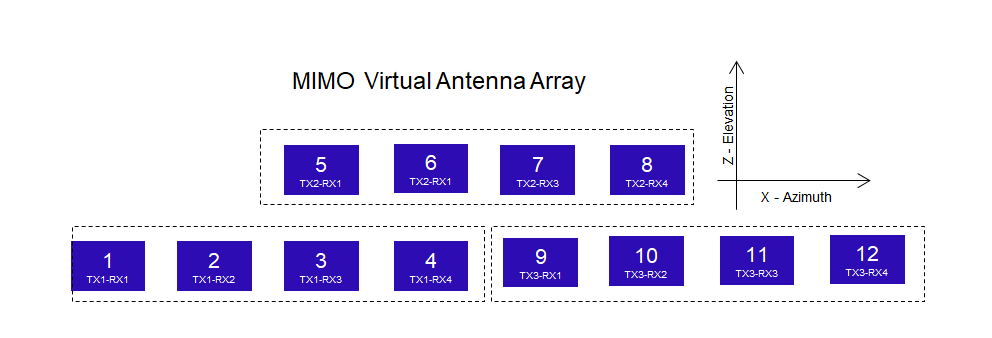 MIMO Virtual Antenna Array
Z - Elevation
X - Azimuth
5
TX2-RX1
6
TX2-RX1
7
TX2-RX3
8
TX2-RX4
1
TX1-RX1
2
TX1-RX2
3
TX1-RX3
4
TX1-RX4
9
TX3-RX1
10
TX3-RX2
11
TX3-RX3
12
TX3-RX4